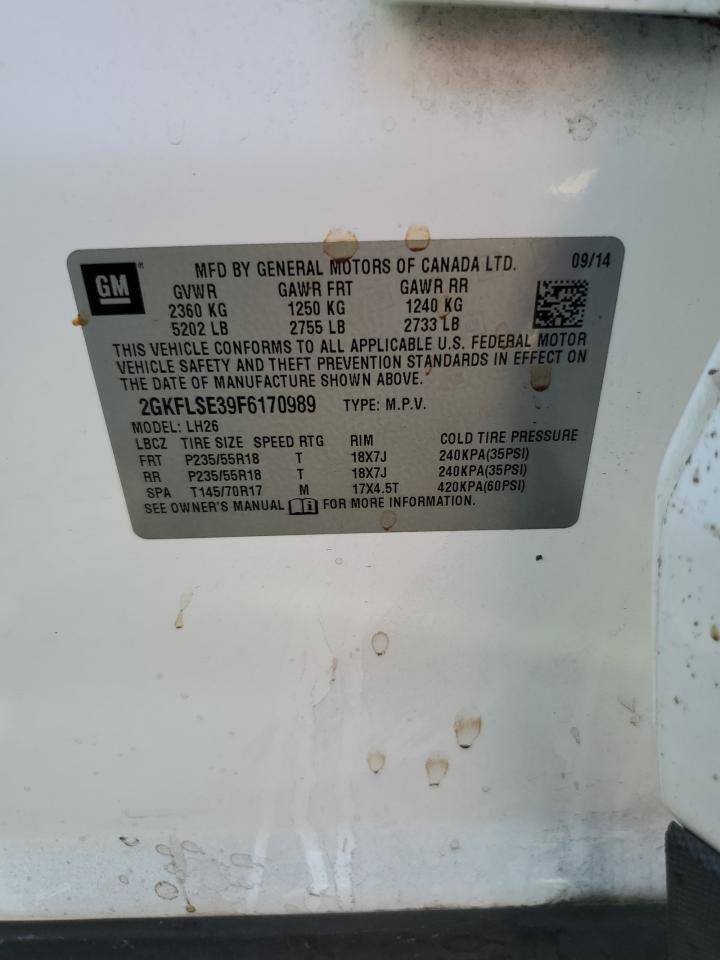 GM® MFD BY GENERAL MOTORS OF CANADA LTD. 09/14
GVWR GAWR FRT GAWR RR
2360 KG 1250 KG 1240 KG
5202 LB 2755 LB 2733 LB
THIS VEHICLE CONFORMS TO ALL APPLICABLE U.S. FEDERAL MOTOR
VEHICLE SAFETY AND THEFT PREVENTION STANDARDS IN EFFECT ON
THE DATE OF MANUFACTURE SHOWN ABOVE.
2GKFLSE39F6170989 TYPE: M.P.V.
MODEL: LH26
LBCZ TIRE SIZE SPEED RTG RIM COLD TIRE PRESSURE
FRT P235/55R18 T 18X7J 240KPA(35PSI)
RR P235/55R18 T 18X7J 240KPA(35PSI)
SPA T145/70R17 M 17X4.5T 420KPA(60PSI)
SEE OWNER'S MANUAL i FOR MORE INFORMATION.